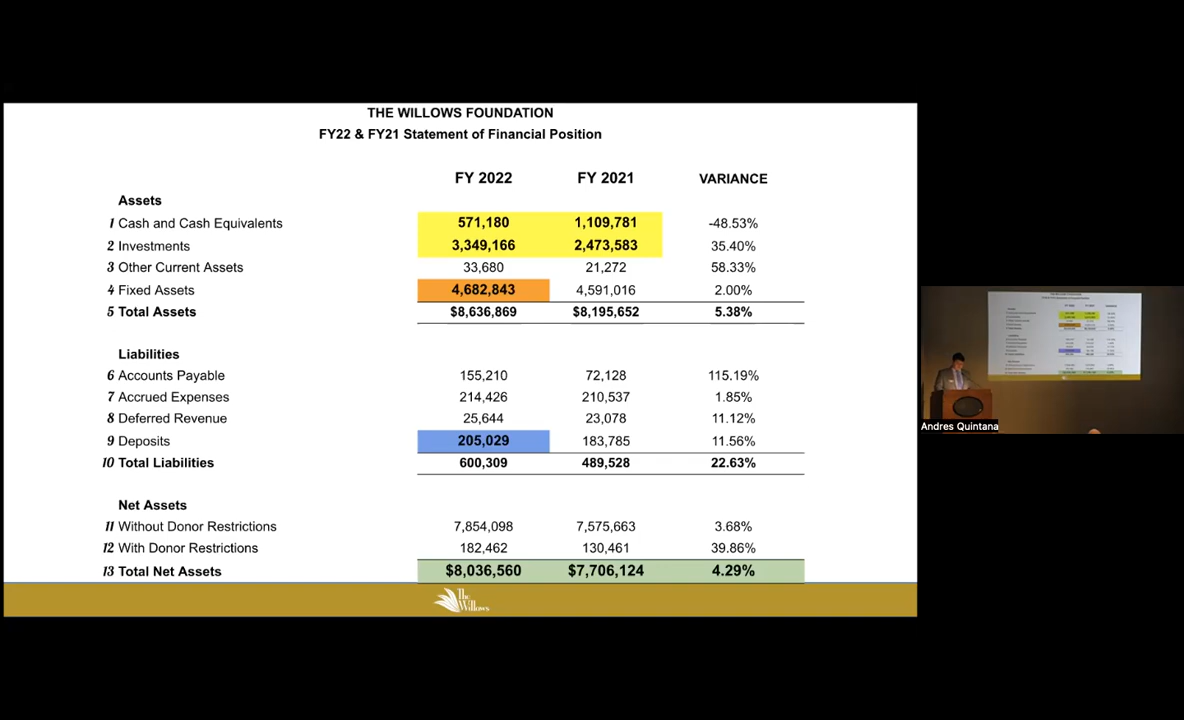 THE WILLOWS FOUNDATION
FY22 & FY21 Statement of Financial Position
FY 2022 FY 2021 VARIANCE
Assets
1 Cash and Cash Equivalents 571,180 1,109,781 -48.53%
2 Investments 3,349,166 2,473,583 35.40%
3 Other Current Assets 33,680 21,272 58.33%
4 Fixed Assets 4,682,843 4,591,016 2.00%
5 Total Assets $8,636,869 $8,195,652 5.38%
Liabilities
6 Accounts Payable 155,210 72,128 115.19%
7 Accrued Expenses 214,426 210,537 1.85%
8 Deferred Revenue 25,644 23,078 11.12%
9 Deposits 205,029 183,785 11.56%
10 Total Liabilities 600,309 489,528 22.63%
Net Assets
11 Without Donor Restrictions 7,854,098 7,575,663 3.68%
12 With Donor Restrictions 182,462 130,461 39.86%
13 Total Net Assets $8,036,560 $7,706,124 4.29%
The
Willows
Andres Quintana